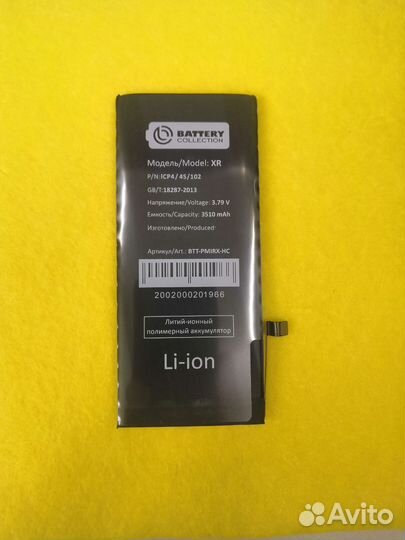 BATTERY
COLLECTION
Модель/Model: XR
P/N:ICP4/45/102
GB/T:18287-2013
Напряжение/Voltage: 3.79 V
Емкость/Capacity: 3510 mAh
Изготовлено/Produced:
Артикул/Art.: BTT-PMIRX-HC
2002000201966
Литий-ионный
полимерный аккумулятор
Li-ion
Avito